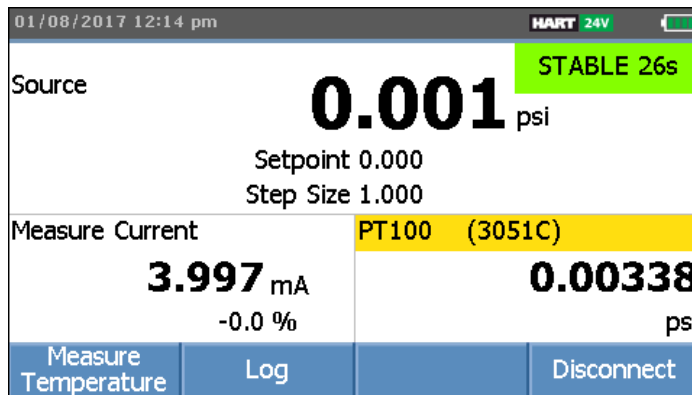 01/08/2017 12:14 pm HART 24V
STABLE 26s
Source
0.001 psi
Setpoint 0.000
Step Size 1.000
Measure Current
3.997 mA
-0.0 %
PT100 (3051C)
0.00338
ps
Measure Temperature
Log
Disconnect